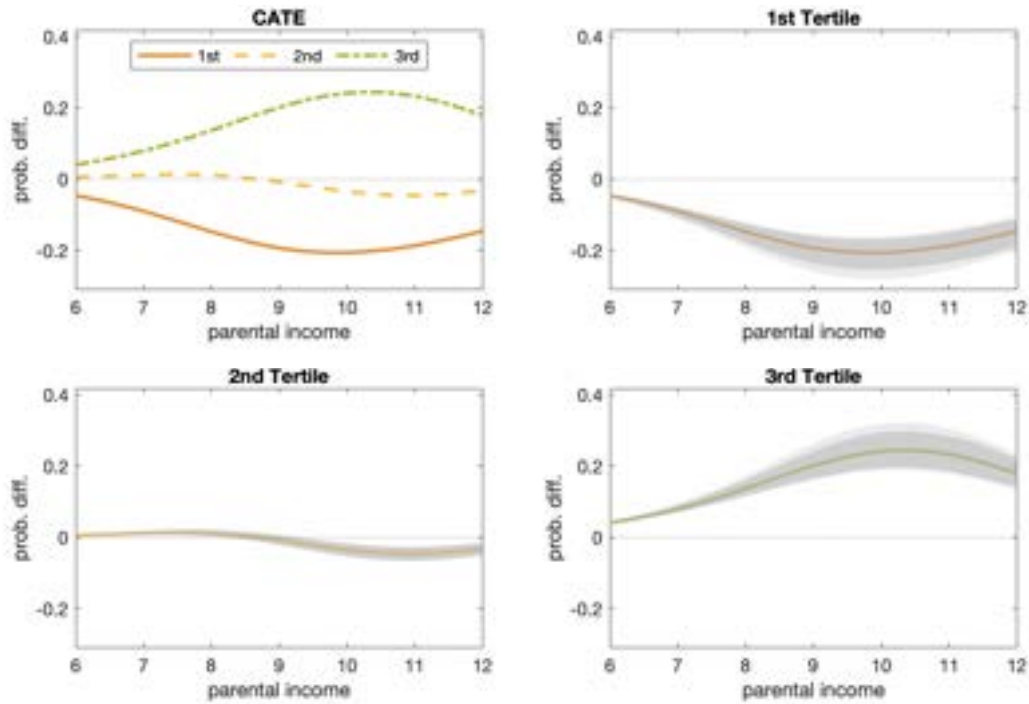 CATE
0.4
0.2
0
-0.2
prob. diff.
1st 2nd 3rd
6 7 8 9 10 11 12
parental income
1st Tertile
0.4
0.2
0
-0.2
prob. diff.
6 7 8 9 10 11 12
parental income
2nd Tertile
0.4
0.2
0
-0.2
prob. diff.
6 7 8 9 10 11 12
parental income
3rd Tertile
0.4
0.2
0
-0.2
prob. diff.
6 7 8 9 10 11 12
parental income